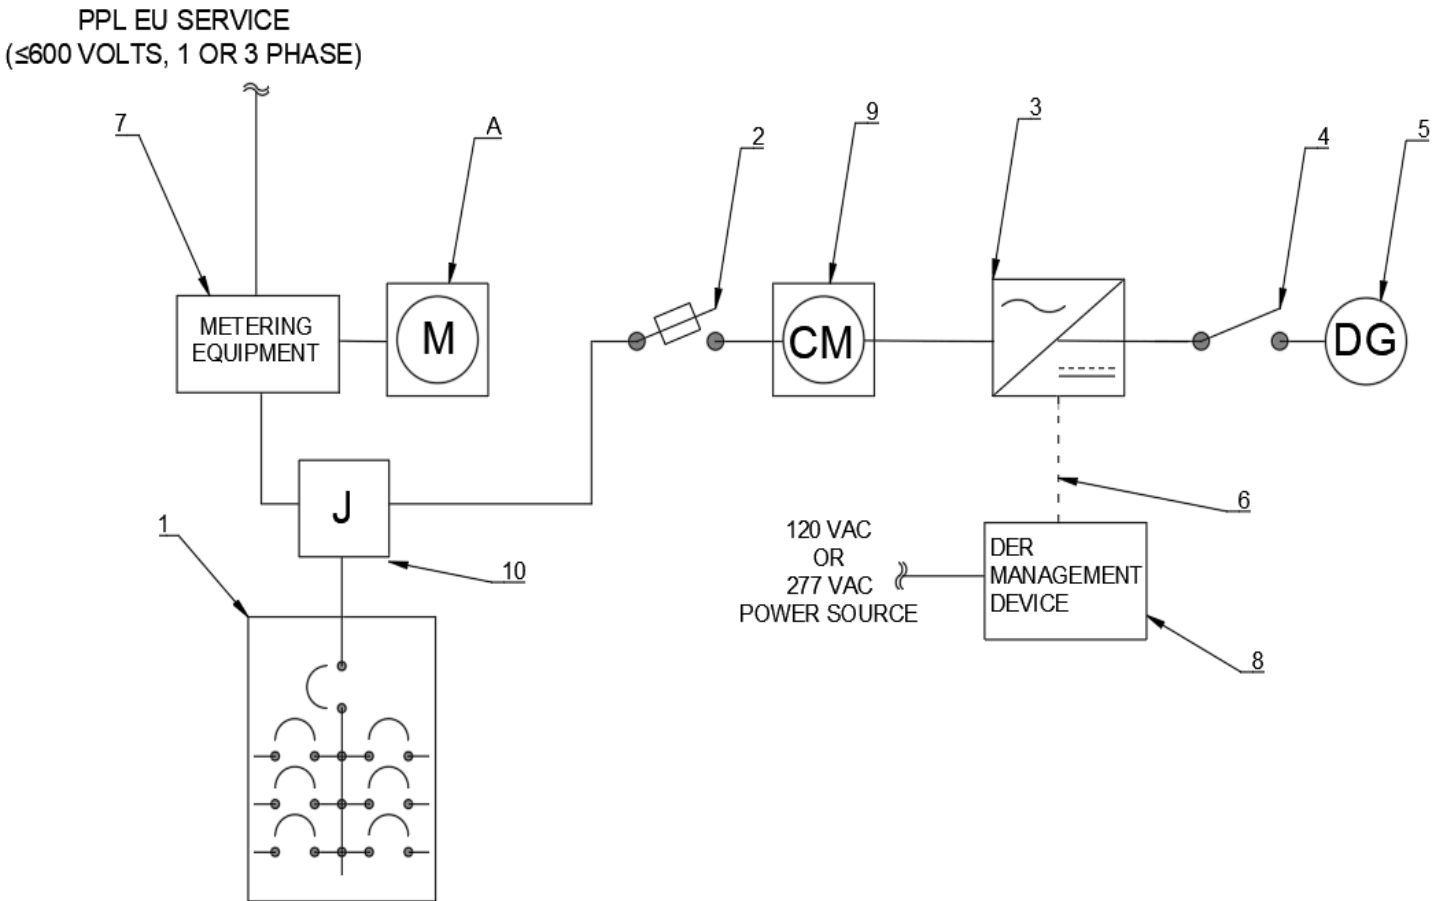 PPL EU SERVICE
(≤600 VOLTS, 1 OR 3 PHASE)
7
A
2
9
3
4
5
METERING
EQUIPMENT
M
CM
DG
J
1
10
6
120 VAC
OR
277 VAC
POWER SOURCE
DER
MANAGEMENT
DEVICE
8